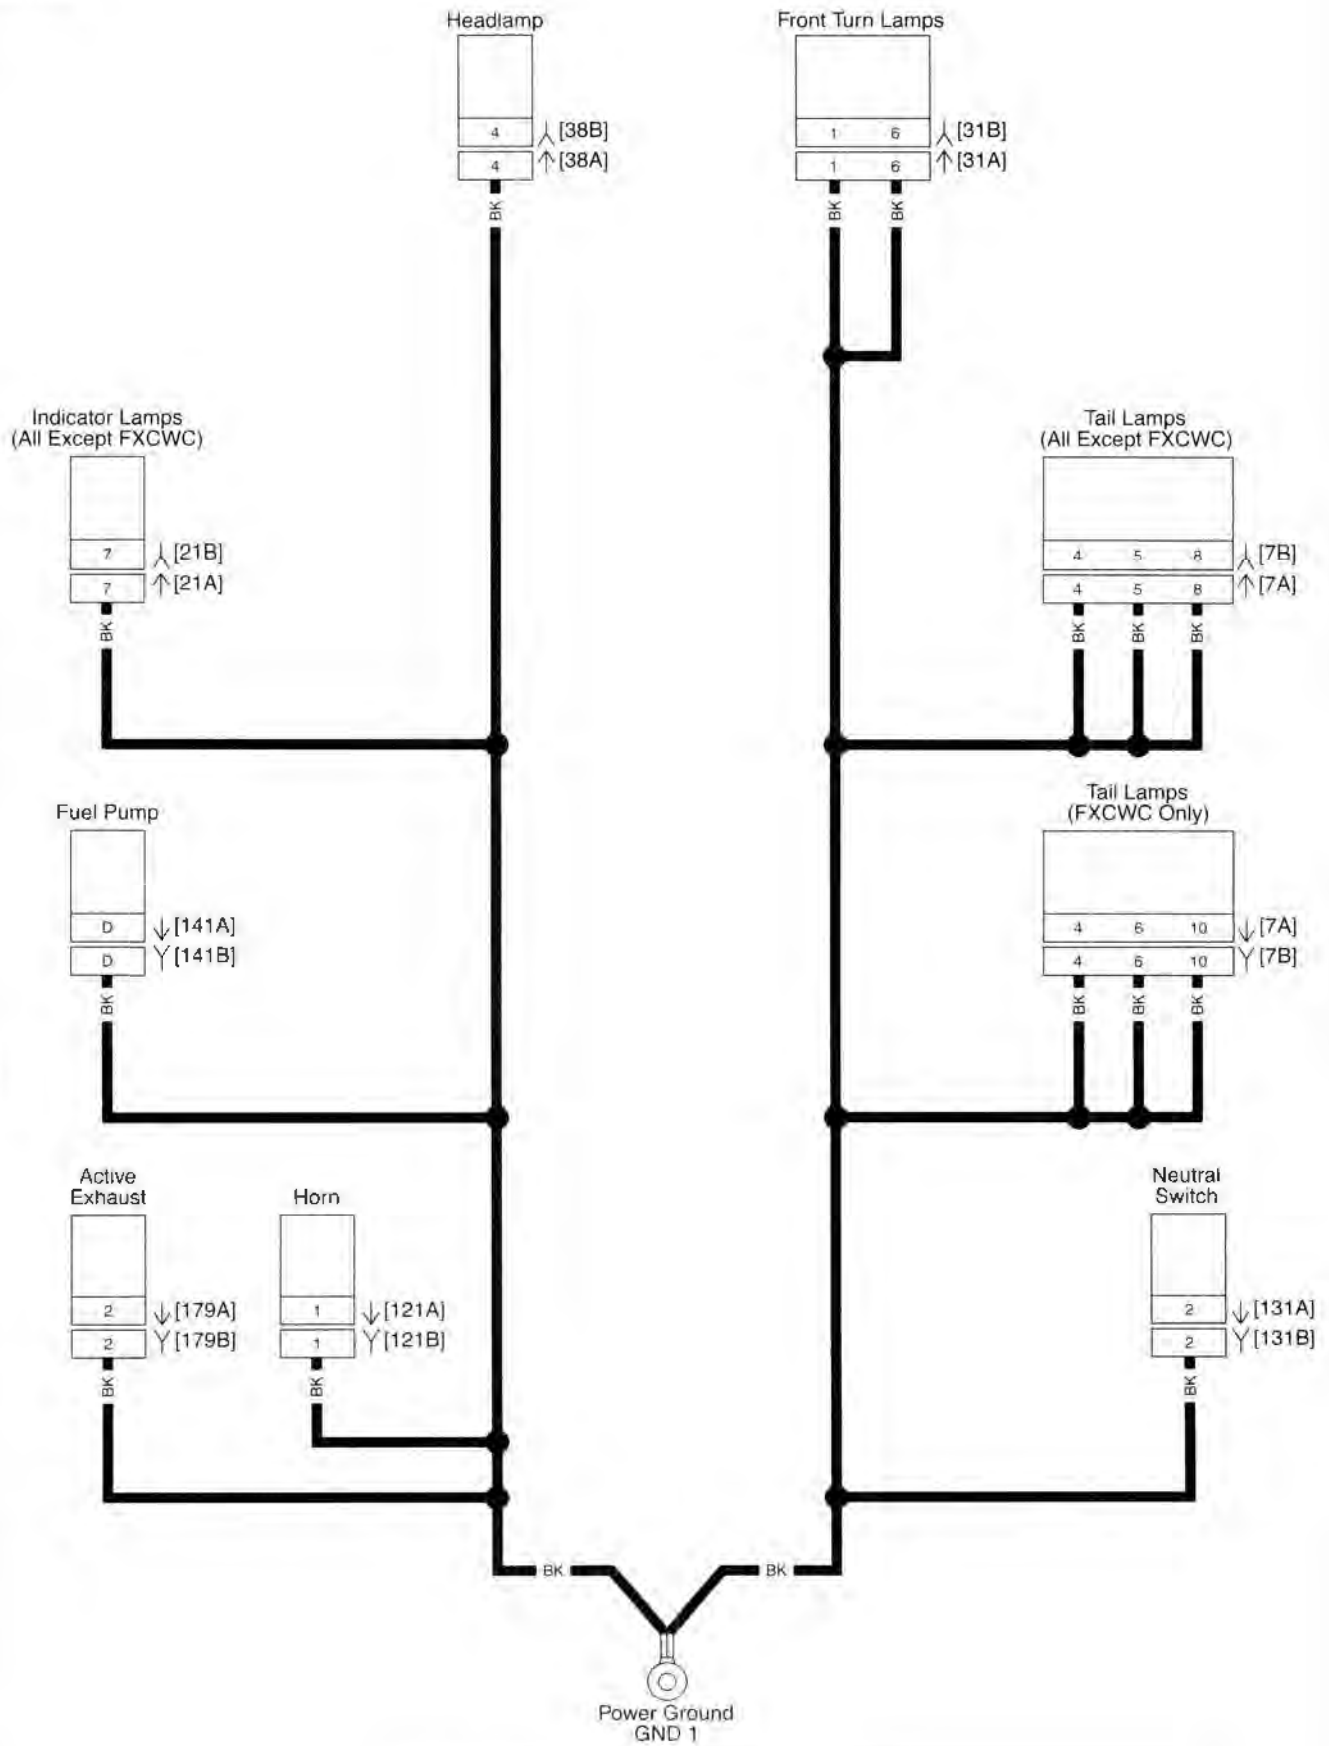 Headlamp
4 [38B]
4 [38A]
BK
Front Turn Lamps
1 6 [31B]
1 6 [31A]
BK BK
Indicator Lamps
(All Except FXCWC)
7 [21B]
7 [21A]
BK
Tail Lamps
(All Except FXCWC)
4 5 8 [7B]
4 5 8 [7A]
BK BK BK
Fuel Pump
D [141A]
D [141B]
BK
Tail Lamps
(FXCWC Only)
4 6 10 [7A]
4 6 10 [7B]
BK BK BK
Active
Exhaust
2 [179A]
2 [179B]
BK
Horn
1 [121A]
1 [121B]
BK
Neutral
Switch
2 [131A]
2 [131B]
BK
BK BK
Power Ground
GND 1